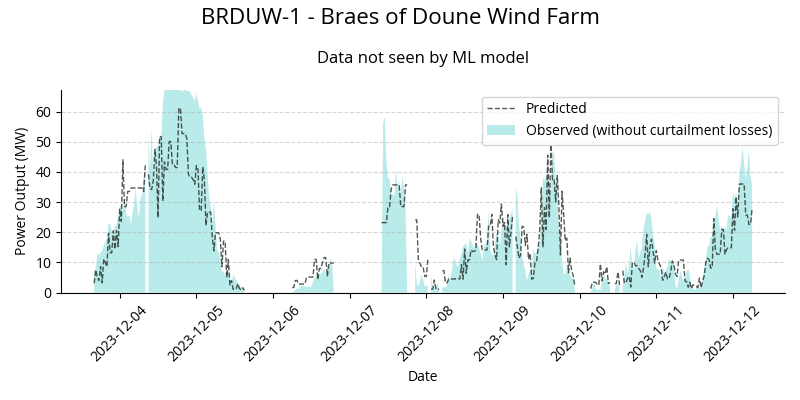 BRDUW-1 - Braes of Doune Wind Farm
Data not seen by ML model
Predicted
Observed (without curtailment losses)
Power Output (MW)
60
50
40
30
20
10
0
2023-12-04
2023-12-05
2023-12-06
2023-12-07
2023-12-08
2023-12-09
2023-12-10
2023-12-11
2023-12-12
Date